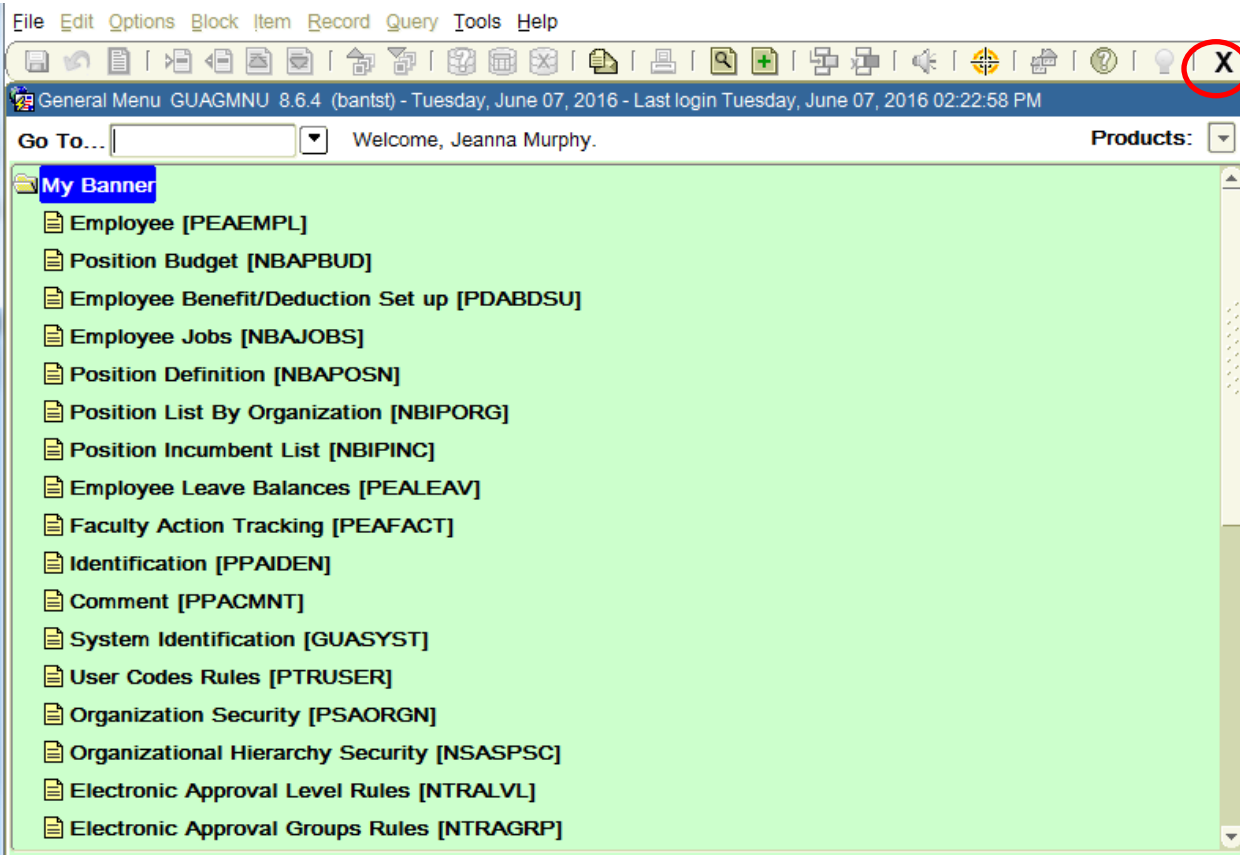 File Edit Options Block Item Record Query Tools Help
X
General Menu GUAGMNU 8.6.4 (bantst) - Tuesday, June 07, 2016 - Last login Tuesday, June 07, 2016 02:22:58 PM
Go To... Welcome, Jeanna Murphy. Products:
My Banner
Employee [PEAEMPL]
Position Budget [NBAPBUD]
Employee Benefit/Deduction Set up [PDABDSU]
Employee Jobs [NBAJOBS]
Position Definition [NBAPOSN]
Position List By Organization [NBIPORG]
Position Incumbent List [NBIPINC]
Employee Leave Balances [PEALEAV]
Faculty Action Tracking [PEAFACT]
Identification [PPAIDEN]
Comment [PPACMNT]
System Identification [GUASYST]
User Codes Rules [PTRUSER]
Organization Security [PSAORGN]
Organizational Hierarchy Security [NSASPSC]
Electronic Approval Level Rules [NTRALVL]
Electronic Approval Groups Rules [NTRAGRP]